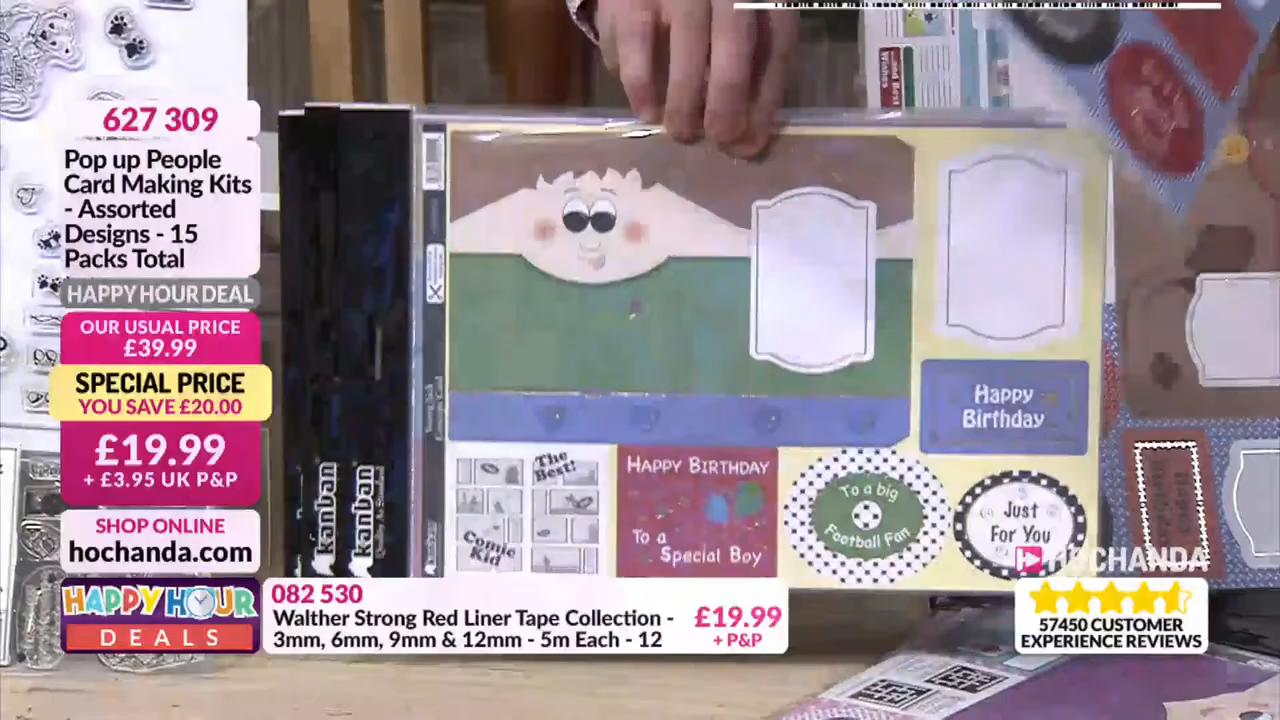 627 309
Pop up People
Card Making Kits
- Assorted
Designs - 15
Packs Total
HAPPY HOUR DEAL
OUR USUAL PRICE
£39.99
SPECIAL PRICE
YOU SAVE £20.00
£19.99
+ £3.95 UK P&P
SHOP ONLINE
hochanda.com
HAPPY HOUR
DEALS
082 530
Walther Strong Red Liner Tape Collection -
3mm, 6mm, 9mm & 12mm - 5m Each - 12
£19.99
+ P&P
HOCHANDA
57450 CUSTOMER
EXPERIENCE REVIEWS
kanban
kanban
Happy
Birthday
The
Best!
Comic
Kid
HAPPY BIRTHDAY
To a
Special Boy
To a big
Football Fan
Just
For You
...and Best
Wishes